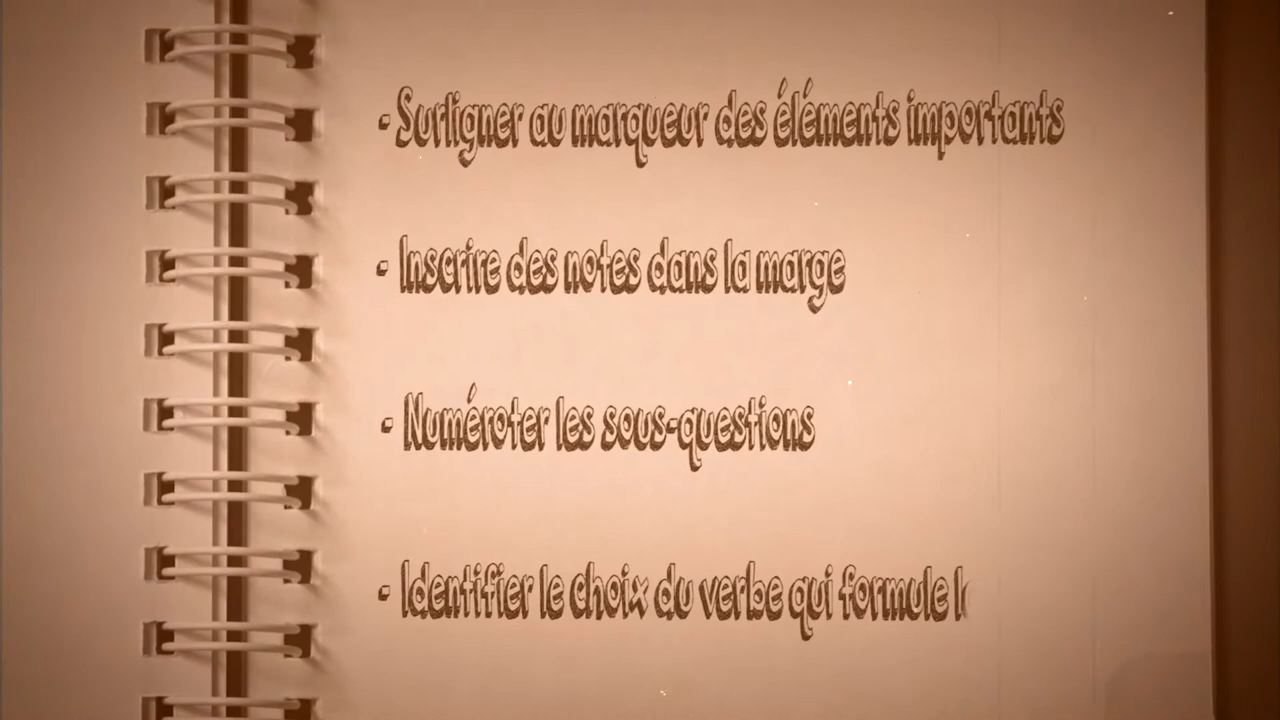 - Surligner au marqueur des éléments importants
- Inscrire des notes dans la marge
- Numéroter les sous-questions
- Identifier le choix du verbe qui formule